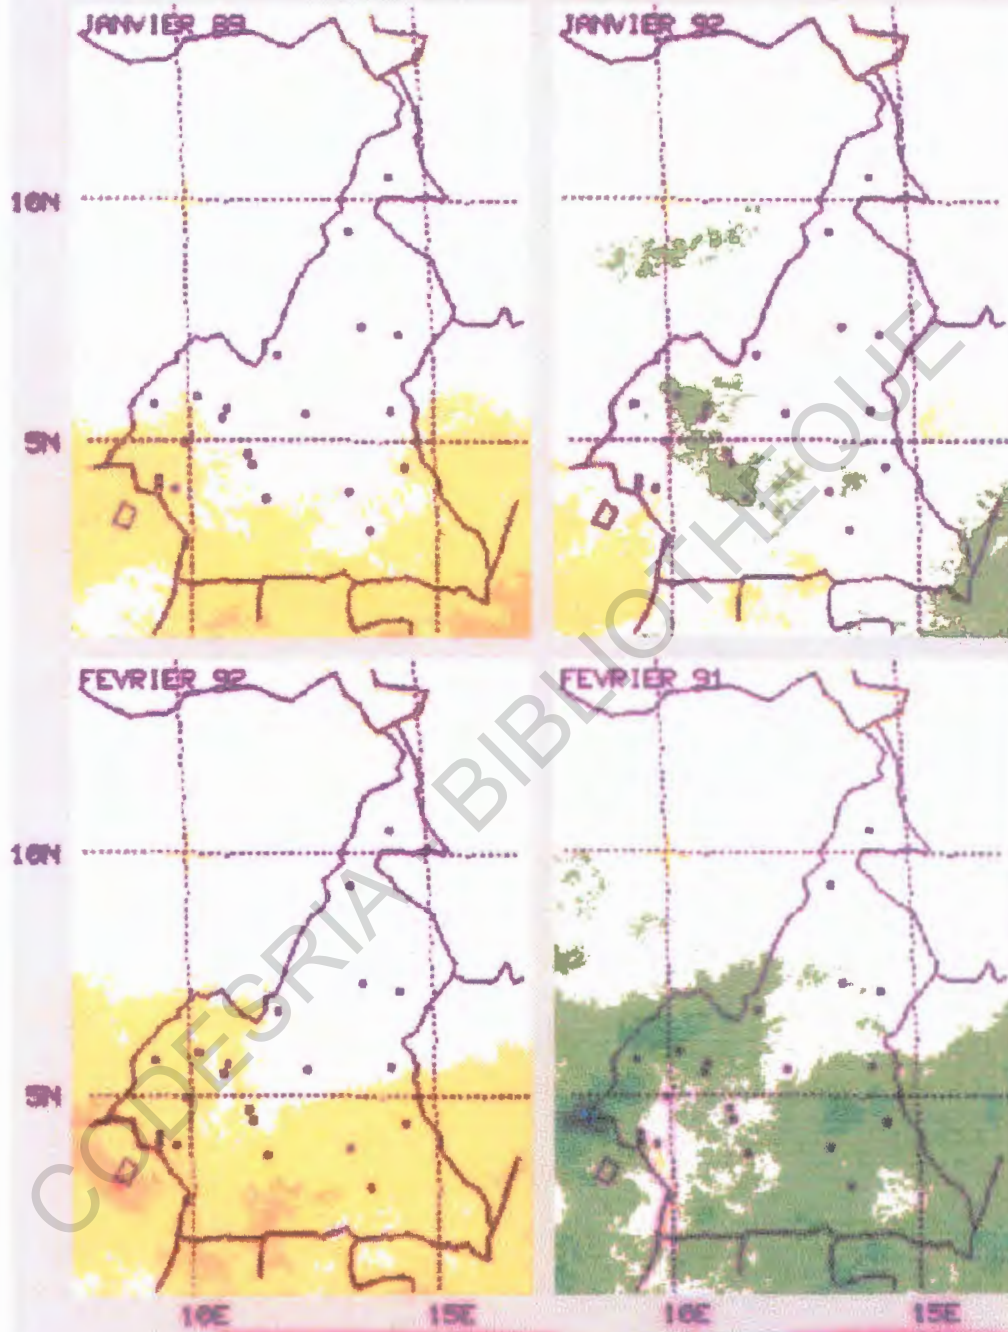 JANVIER 89
JANVIER 92
10N
5N
FEVRIER 92
FEVRIER 91
10N
5N
10E
15E
10E
15E
CODESRIA BIBLIOTHEQUE